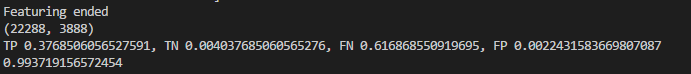 Featuring ended
(22288, 3888)
TP 0.3768506056527591, TN 0.004037685060565276, FN 0.616868550919695, FP 0.0022431583669807087
0.993719156572454